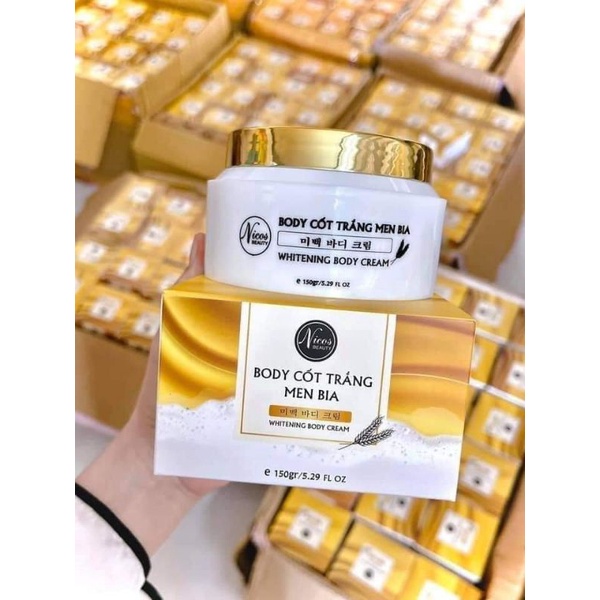 Nicos
BEAUTY
BODY CỐT TRẮNG MEN BIA
미백 바디 크림
WHITENING BODY CREAM
e 150gr/5.29 FL OZ
Nicos
BEAUTY
BODY CỐT TRẮNG
MEN BIA
미백 바디 크림
WHITENING BODY CREAM
e 150gr/5.29 FL OZ